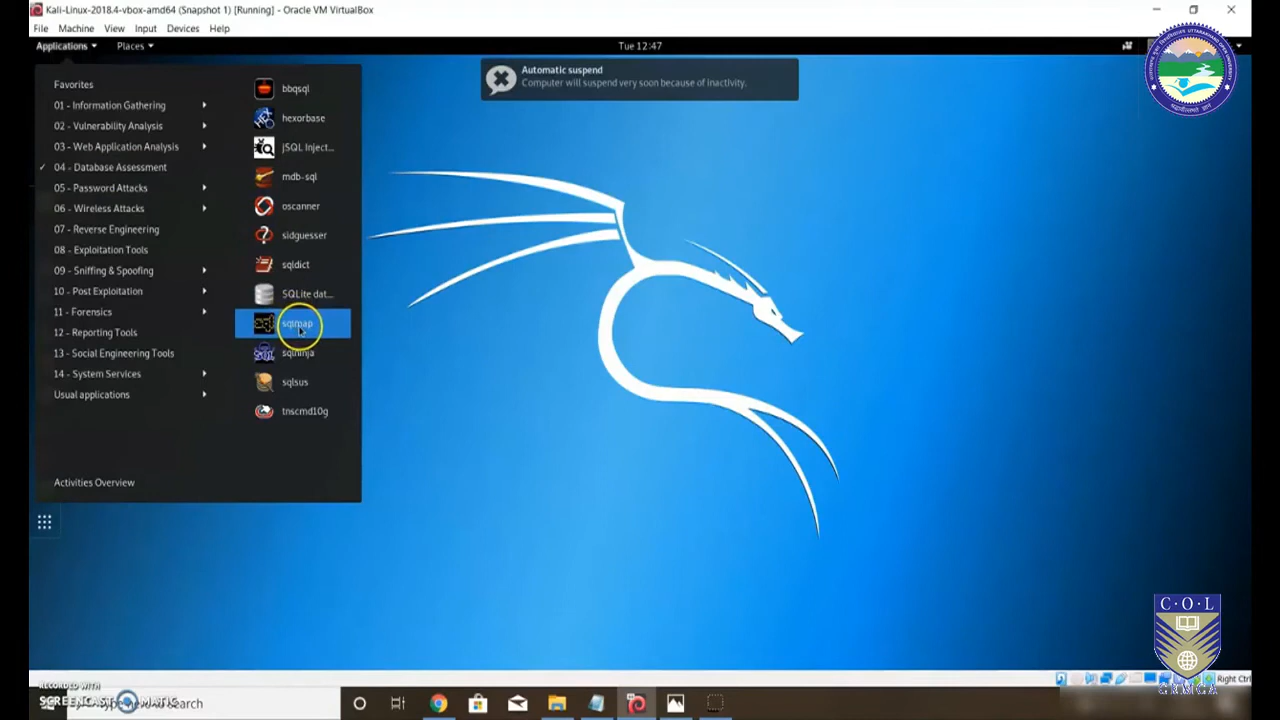 Kali-Linux-2018.4-vbox-amd64 (Snapshot 1) [Running] - Oracle VM VirtualBox
File Machine View Input Devices Help
Applications Places Tue 12:47
Automatic suspend
Computer will suspend very soon because of inactivity.
Favorites
01 - Information Gathering
02 - Vulnerability Analysis
03 - Web Application Analysis
04 - Database Assessment
05 - Password Attacks
06 - Wireless Attacks
07 - Reverse Engineering
08 - Exploitation Tools
09 - Sniffing & Spoofing
10 - Post Exploitation
11 - Forensics
12 - Reporting Tools
13 - Social Engineering Tools
14 - System Services
Usual applications
Activities Overview
bbqsql
hexorbase
jSQL Inject...
mdb-sql
oscanner
sidguesser
sqldict
SQLite dat...
sqlmap
sqlninja
sqlsus
tnscmd10g
C·O·L
CEMCA
Right Ctrl
RECORDED WITH
SCREENCAST MATIC
search